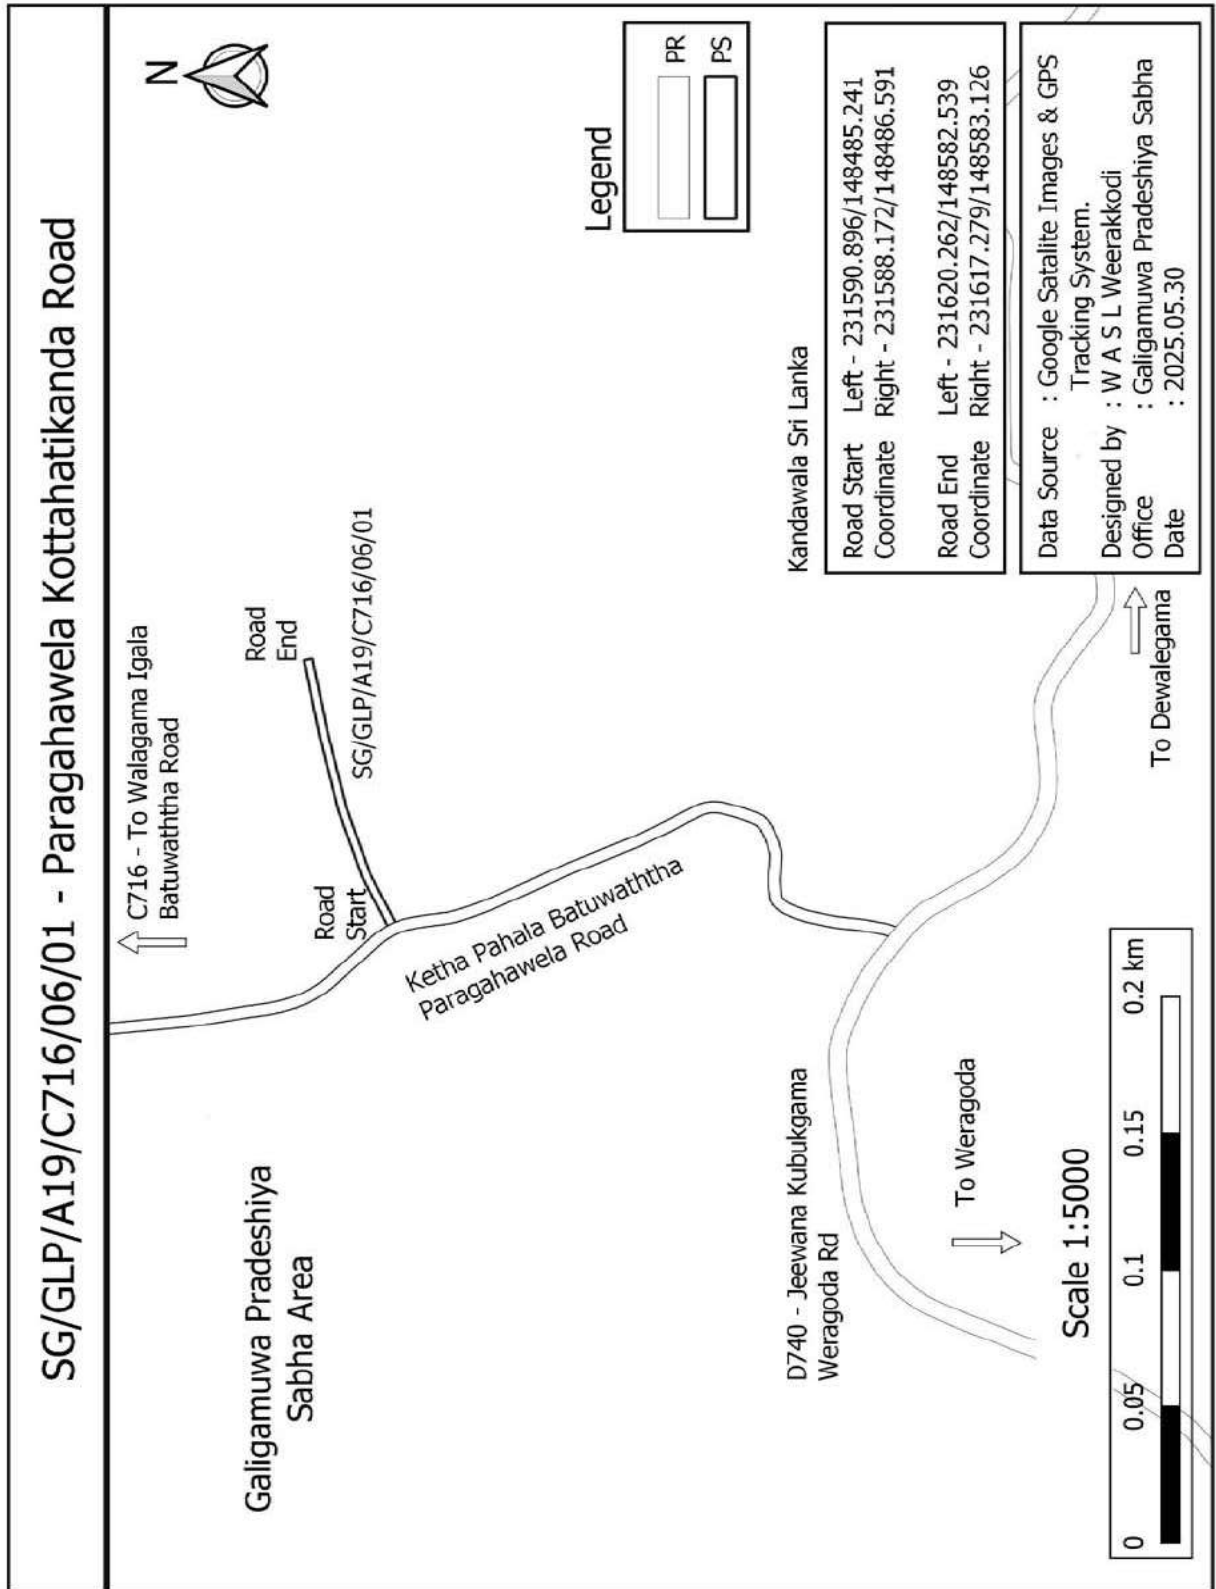 SG/GLP/A19/C716/06/01 - Paragahawela Kottahatikanda Road
N
C716 - To Walagama Igala
Batuwaththa Road
Road
End
SG/GLP/A19/C716/06/01
Road
Start
Galigamuwa Pradeshiya
Sabha Area
Ketha Pahala Batuwaththa
Paragahawela Road
Legend
PR
PS
D740 - Jeewana Kubukgama
Weragoda Rd
To Weragoda
To Dewalegama
Kandawala Sri Lanka
Road Start Left - 231590.896/148485.241
Coordinate Right - 231588.172/148486.591
Road End Left - 231620.262/148582.539
Coordinate Right - 231617.279/148583.126
Data Source : Google Satalite Images & GPS
Tracking System.
Designed by : W A S L Weerakkodi
Office : Galigamuwa Pradeshiya Sabha
Date : 2025.05.30
Scale 1:5000
0 0.05 0.1 0.15 0.2 km